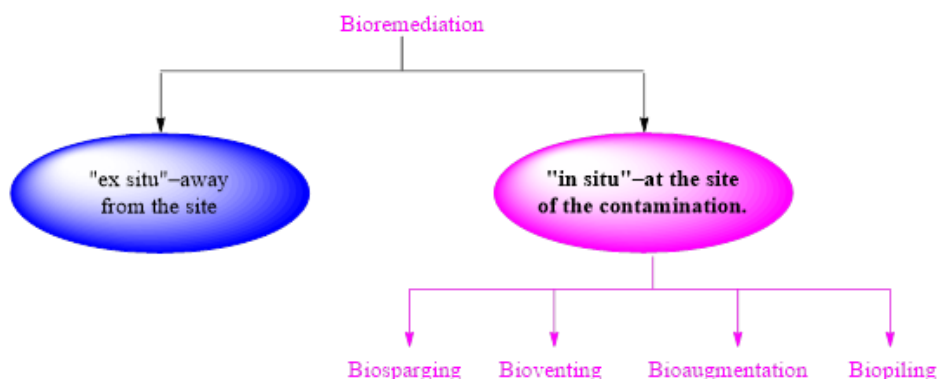 Bioremediation
"ex situ"–away
from the site
"in situ"–at the site
of the contamination.
Biosparging Bioventing Bioaugmentation Biopiling